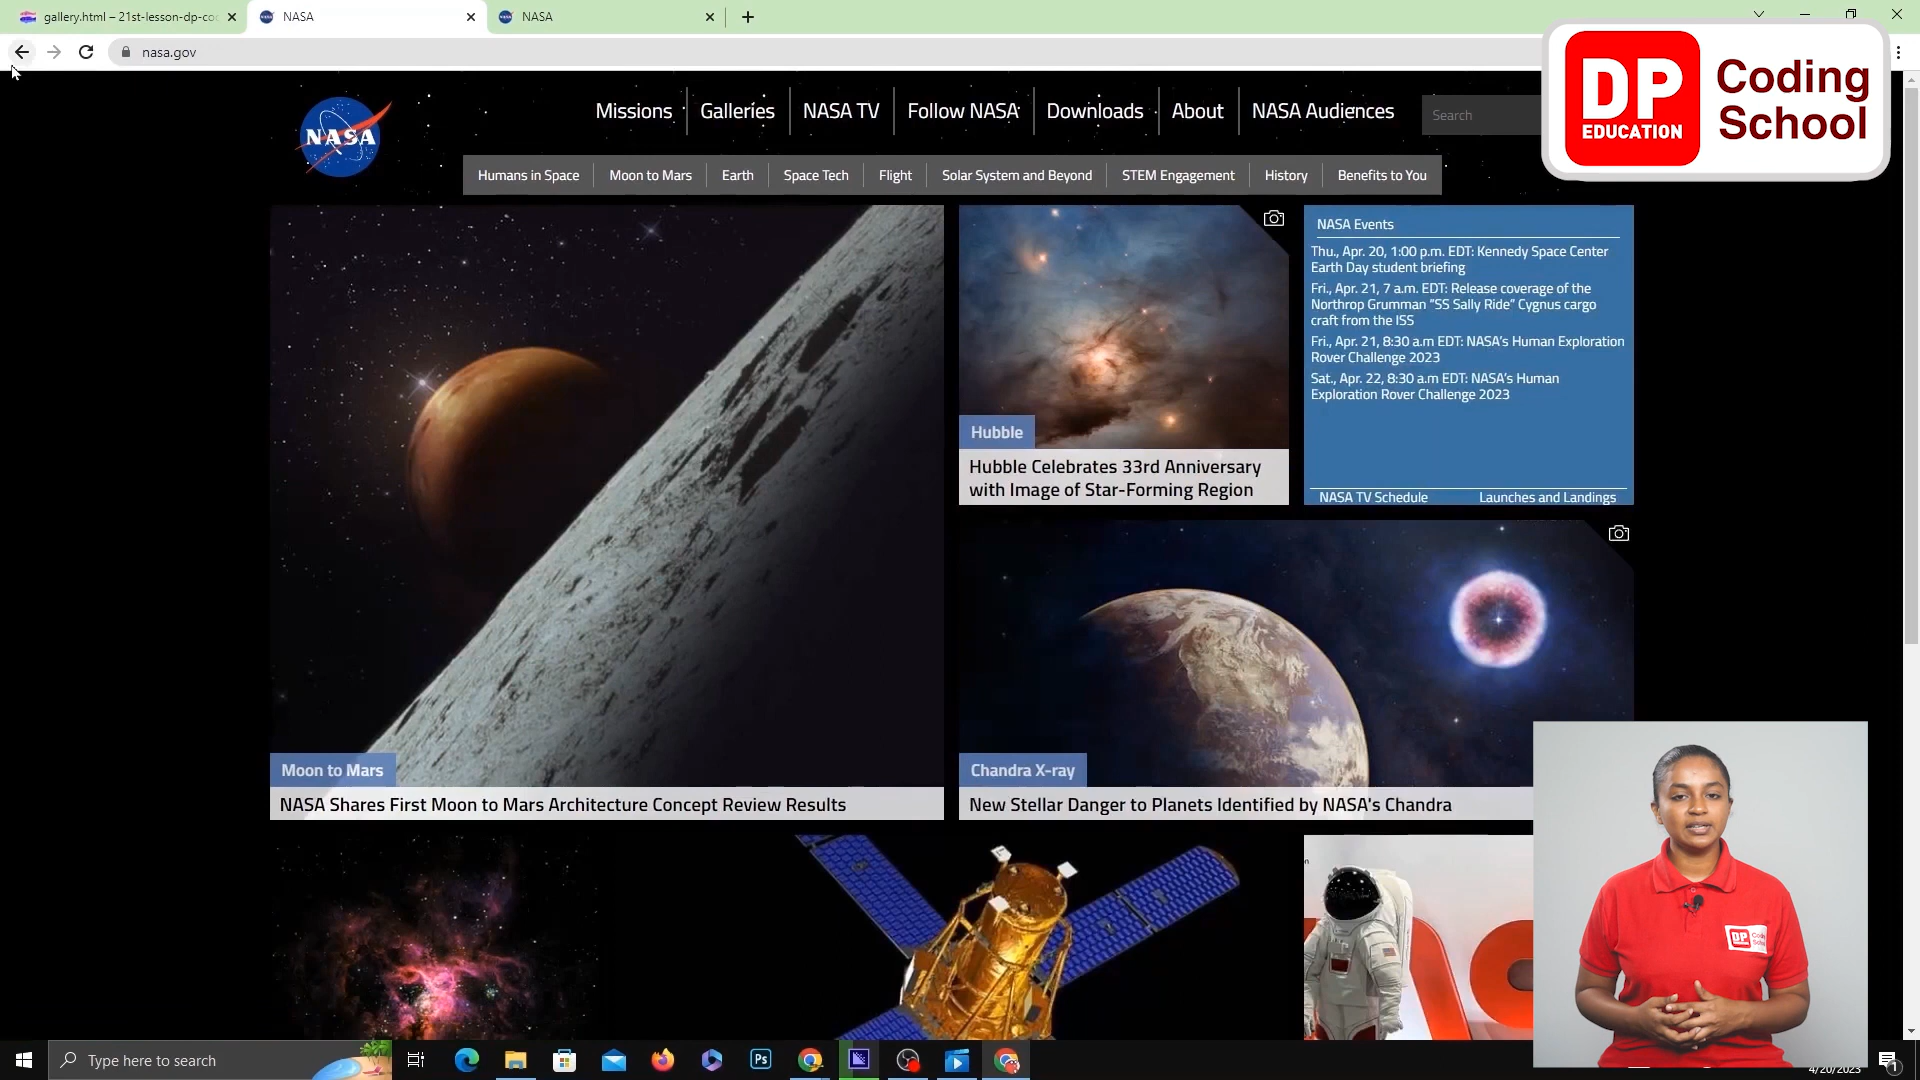 gallery.html – 21st-lesson-dp-co
NASA
NASA
nasa.gov
DP
EDUCATION
Coding
School
NASA
Missions
Galleries
NASA TV
Follow NASA
Downloads
About
NASA Audiences
Search
Humans in Space
Moon to Mars
Earth
Space Tech
Flight
Solar System and Beyond
STEM Engagement
History
Benefits to You
NASA Events
Thu., Apr. 20, 1:00 p.m. EDT: Kennedy Space Center
Earth Day student briefing
Fri., Apr. 21, 7 a.m. EDT: Release coverage of the
Northrop Grumman “SS Sally Ride” Cygnus cargo
craft from the ISS
Fri., Apr. 21, 8:30 a.m EDT: NASA's Human Exploration
Rover Challenge 2023
Sat., Apr. 22, 8:30 a.m EDT: NASA's Human
Exploration Rover Challenge 2023
NASA TV Schedule
Launches and Landings
Hubble
Hubble Celebrates 33rd Anniversary
with Image of Star-Forming Region
Moon to Mars
NASA Shares First Moon to Mars Architecture Concept Review Results
Chandra X-ray
New Stellar Danger to Planets Identified by NASA's Chandra
DP
Type here to search
Ps
4/20/2023
1